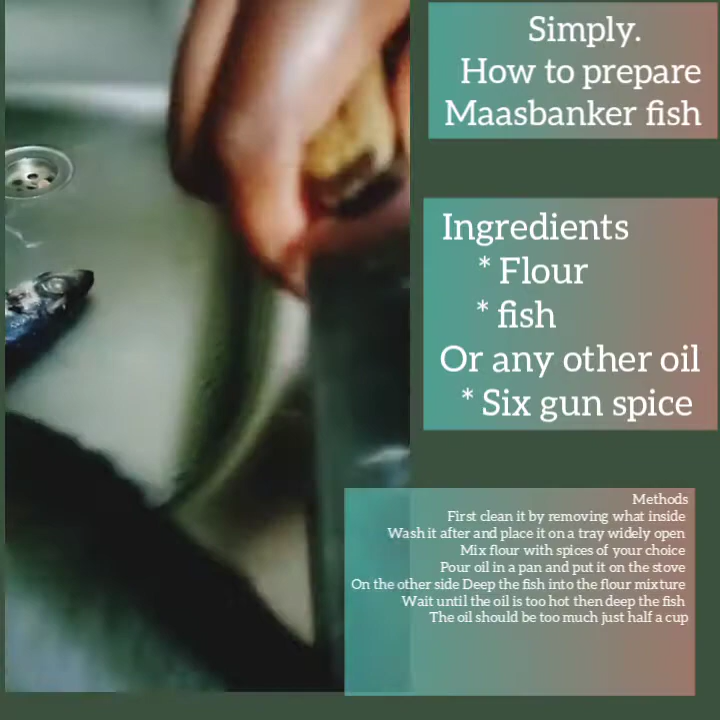 Simply.
How to prepare
Maasbanker fish
Ingredients
* Flour
* fish
Or any other oil
* Six gun spice
Methods
First clean it by removing what inside
Wash it after and place it on a tray widely open
Mix flour with spices of your choice
Pour oil in a pan and put it on the stove
On the other side Deep the fish into the flour mixture
Wait until the oil is too hot then deep the fish
The oil should be too much just half a cup